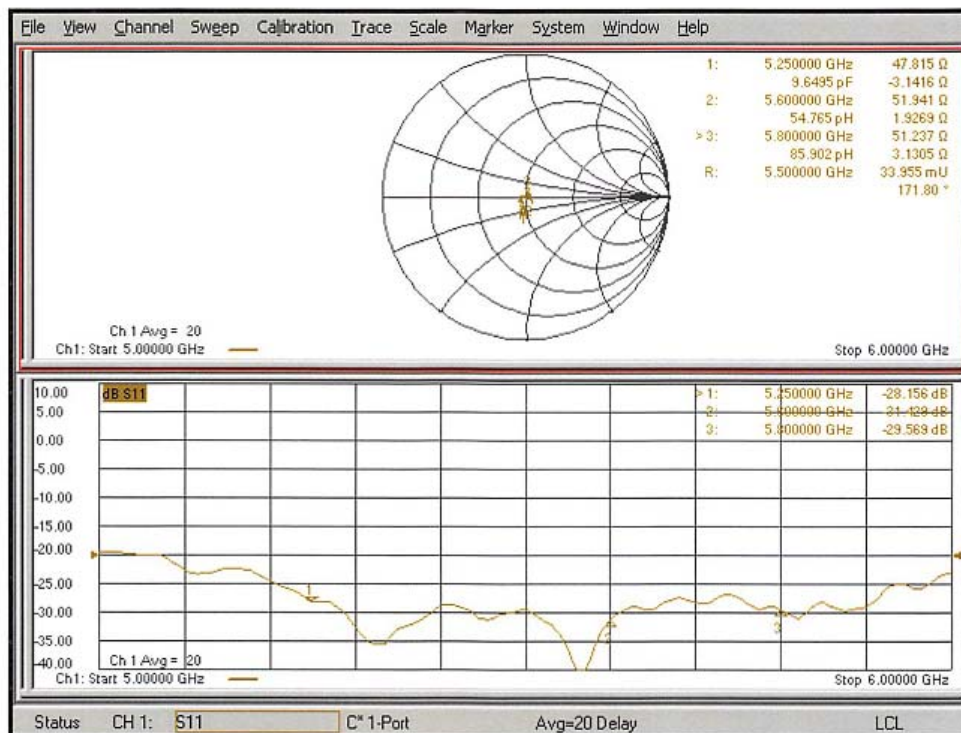 File View Channel Sweep Calibration Trace Scale Marker System Window Help
1: 5.250000 GHz 47.815 Ω
9.6495 pF -3.1416 Ω
2: 5.600000 GHz 51.941 Ω
54.765 pH 1.9269 Ω
> 3: 5.800000 GHz 51.237 Ω
85.902 pH 3.1305 Ω
R: 5.500000 GHz 33.955 mU
171.80 °
Ch 1 Avg = 20
Ch1: Start 5.00000 GHz
Stop 6.00000 GHz
dB S11
10.00
5.00
0.00
-5.00
-10.00
-15.00
-20.00
-25.00
-30.00
-35.00
-40.00
> 1: 5.250000 GHz -28.156 dB
2: 5.600000 GHz -31.429 dB
3: 5.800000 GHz -29.569 dB
1
2
3
Ch 1 Avg = 20
Ch1: Start 5.00000 GHz
Stop 6.00000 GHz
Status CH 1: S11 C* 1-Port Avg=20 Delay LCL